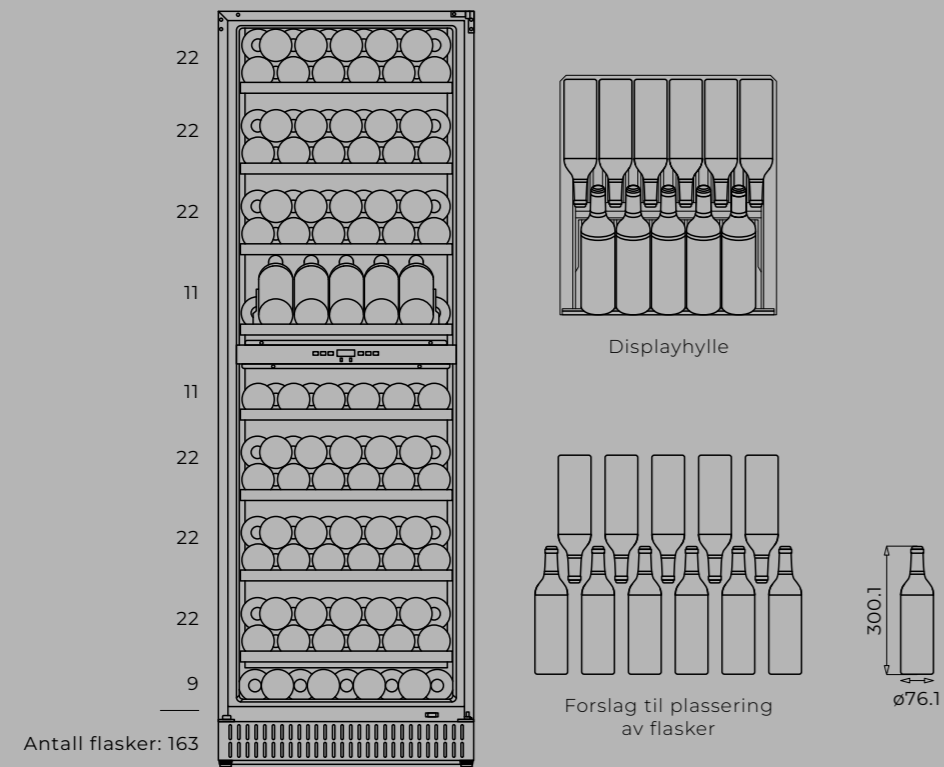 22
22
22
11
11
22
22
22
9
Antall flasker: 163
Displayhylle
Forslag til plassering
av flasker
300.1
ø76.1